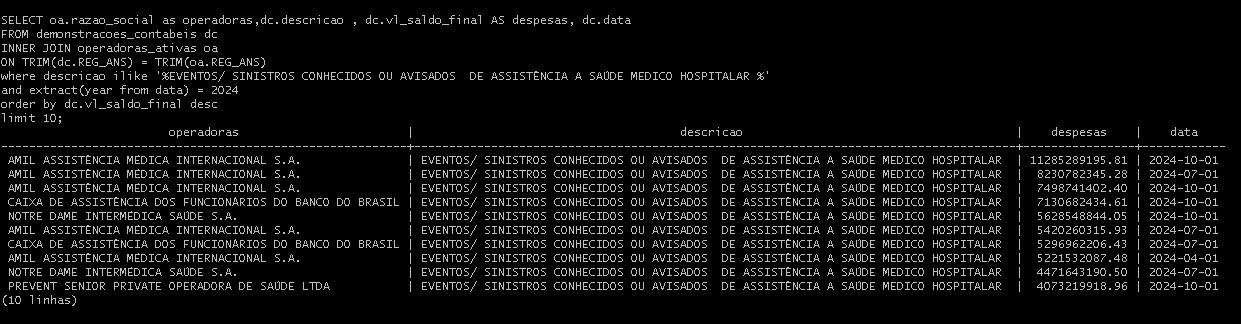 SELECT oa.razao_social as operadoras,dc.descricao , dc.vl_saldo_final AS despesas, dc.data
FROM demonstracoes_contabeis dc
INNER JOIN operadoras_ativas oa
ON TRIM(dc.REG_ANS) = TRIM(oa.REG_ANS)
where descricao ilike '%EVENTOS/ SINISTROS CONHECIDOS OU AVISADOS  DE ASSISTÊNCIA A SAÚDE MEDICO HOSPITALAR %'
and extract(year from data) = 2024
order by dc.vl_saldo_final desc
limit 10;
operadoras | descricao | despesas | data
AMIL ASSISTÊNCIA MÉDICA INTERNACIONAL S.A. | EVENTOS/ SINISTROS CONHECIDOS OU AVISADOS  DE ASSISTÊNCIA A SAÚDE MEDICO HOSPITALAR | 11285289195.81 | 2024-10-01
AMIL ASSISTÊNCIA MÉDICA INTERNACIONAL S.A. | EVENTOS/ SINISTROS CONHECIDOS OU AVISADOS  DE ASSISTÊNCIA A SAÚDE MEDICO HOSPITALAR | 8230782345.28 | 2024-07-01
AMIL ASSISTÊNCIA MÉDICA INTERNACIONAL S.A. | EVENTOS/ SINISTROS CONHECIDOS OU AVISADOS  DE ASSISTÊNCIA A SAÚDE MEDICO HOSPITALAR | 7498741402.40 | 2024-10-01
CAIXA DE ASSISTÊNCIA DOS FUNCIONÁRIOS DO BANCO DO BRASIL | EVENTOS/ SINISTROS CONHECIDOS OU AVISADOS  DE ASSISTÊNCIA A SAÚDE MEDICO HOSPITALAR | 7130682434.61 | 2024-10-01
NOTRE DAME INTERMÉDICA SAÚDE S.A. | EVENTOS/ SINISTROS CONHECIDOS OU AVISADOS  DE ASSISTÊNCIA A SAÚDE MEDICO HOSPITALAR | 5628548844.05 | 2024-10-01
AMIL ASSISTÊNCIA MÉDICA INTERNACIONAL S.A. | EVENTOS/ SINISTROS CONHECIDOS OU AVISADOS  DE ASSISTÊNCIA A SAÚDE MEDICO HOSPITALAR | 5420260315.93 | 2024-07-01
CAIXA DE ASSISTÊNCIA DOS FUNCIONÁRIOS DO BANCO DO BRASIL | EVENTOS/ SINISTROS CONHECIDOS OU AVISADOS  DE ASSISTÊNCIA A SAÚDE MEDICO HOSPITALAR | 5296962206.43 | 2024-07-01
AMIL ASSISTÊNCIA MÉDICA INTERNACIONAL S.A. | EVENTOS/ SINISTROS CONHECIDOS OU AVISADOS  DE ASSISTÊNCIA A SAÚDE MEDICO HOSPITALAR | 5221532087.48 | 2024-04-01
NOTRE DAME INTERMÉDICA SAÚDE S.A. | EVENTOS/ SINISTROS CONHECIDOS OU AVISADOS  DE ASSISTÊNCIA A SAÚDE MEDICO HOSPITALAR | 4471643190.50 | 2024-07-01
PREVENT SENIOR PRIVATE OPERADORA DE SAÚDE LTDA | EVENTOS/ SINISTROS CONHECIDOS OU AVISADOS  DE ASSISTÊNCIA A SAÚDE MEDICO HOSPITALAR | 4073219918.96 | 2024-10-01
(10 linhas)